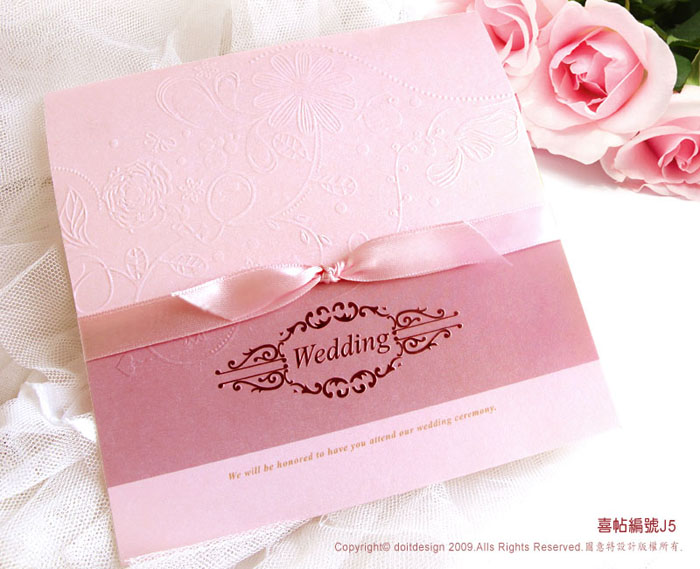 Wedding
We will be honored to have you attend our wedding ceremony.
喜帖編號J5
Copyright© doitdesign 2009.Alls Rights Reserved.圖意特設計版權所有.